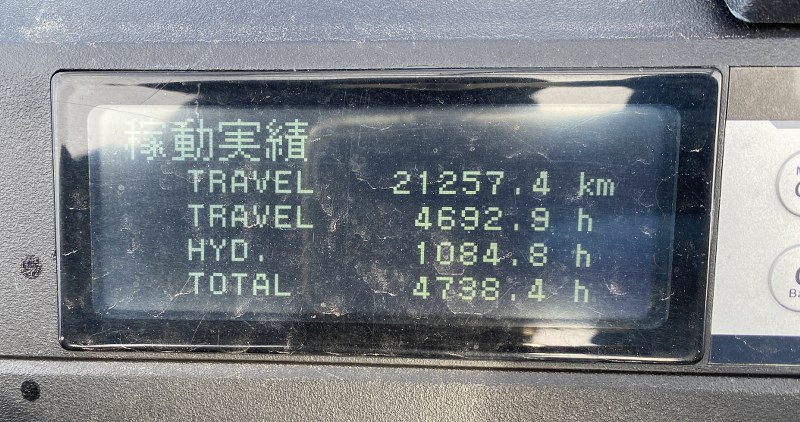 稼動実績
TRAVEL 21257.4 km
TRAVEL 4692.9 h
HYD. 1084.8 h
TOTAL 4738.4 h